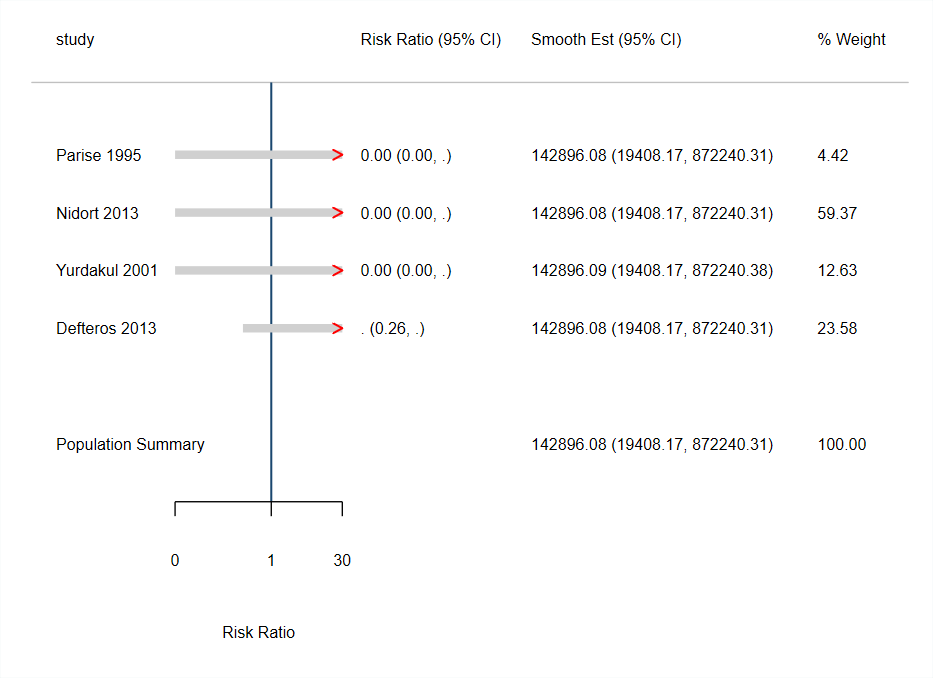 study Risk Ratio (95% CI) Smooth Est (95% CI) % Weight
Parise 1995 0.00 (0.00, .) 142896.08 (19408.17, 872240.31) 4.42
Nidort 2013 0.00 (0.00, .) 142896.08 (19408.17, 872240.31) 59.37
Yurdakul 2001 0.00 (0.00, .) 142896.09 (19408.17, 872240.38) 12.63
Defteros 2013 . (0.26, .) 142896.08 (19408.17, 872240.31) 23.58
Population Summary 142896.08 (19408.17, 872240.31) 100.00
0 1 30
Risk Ratio